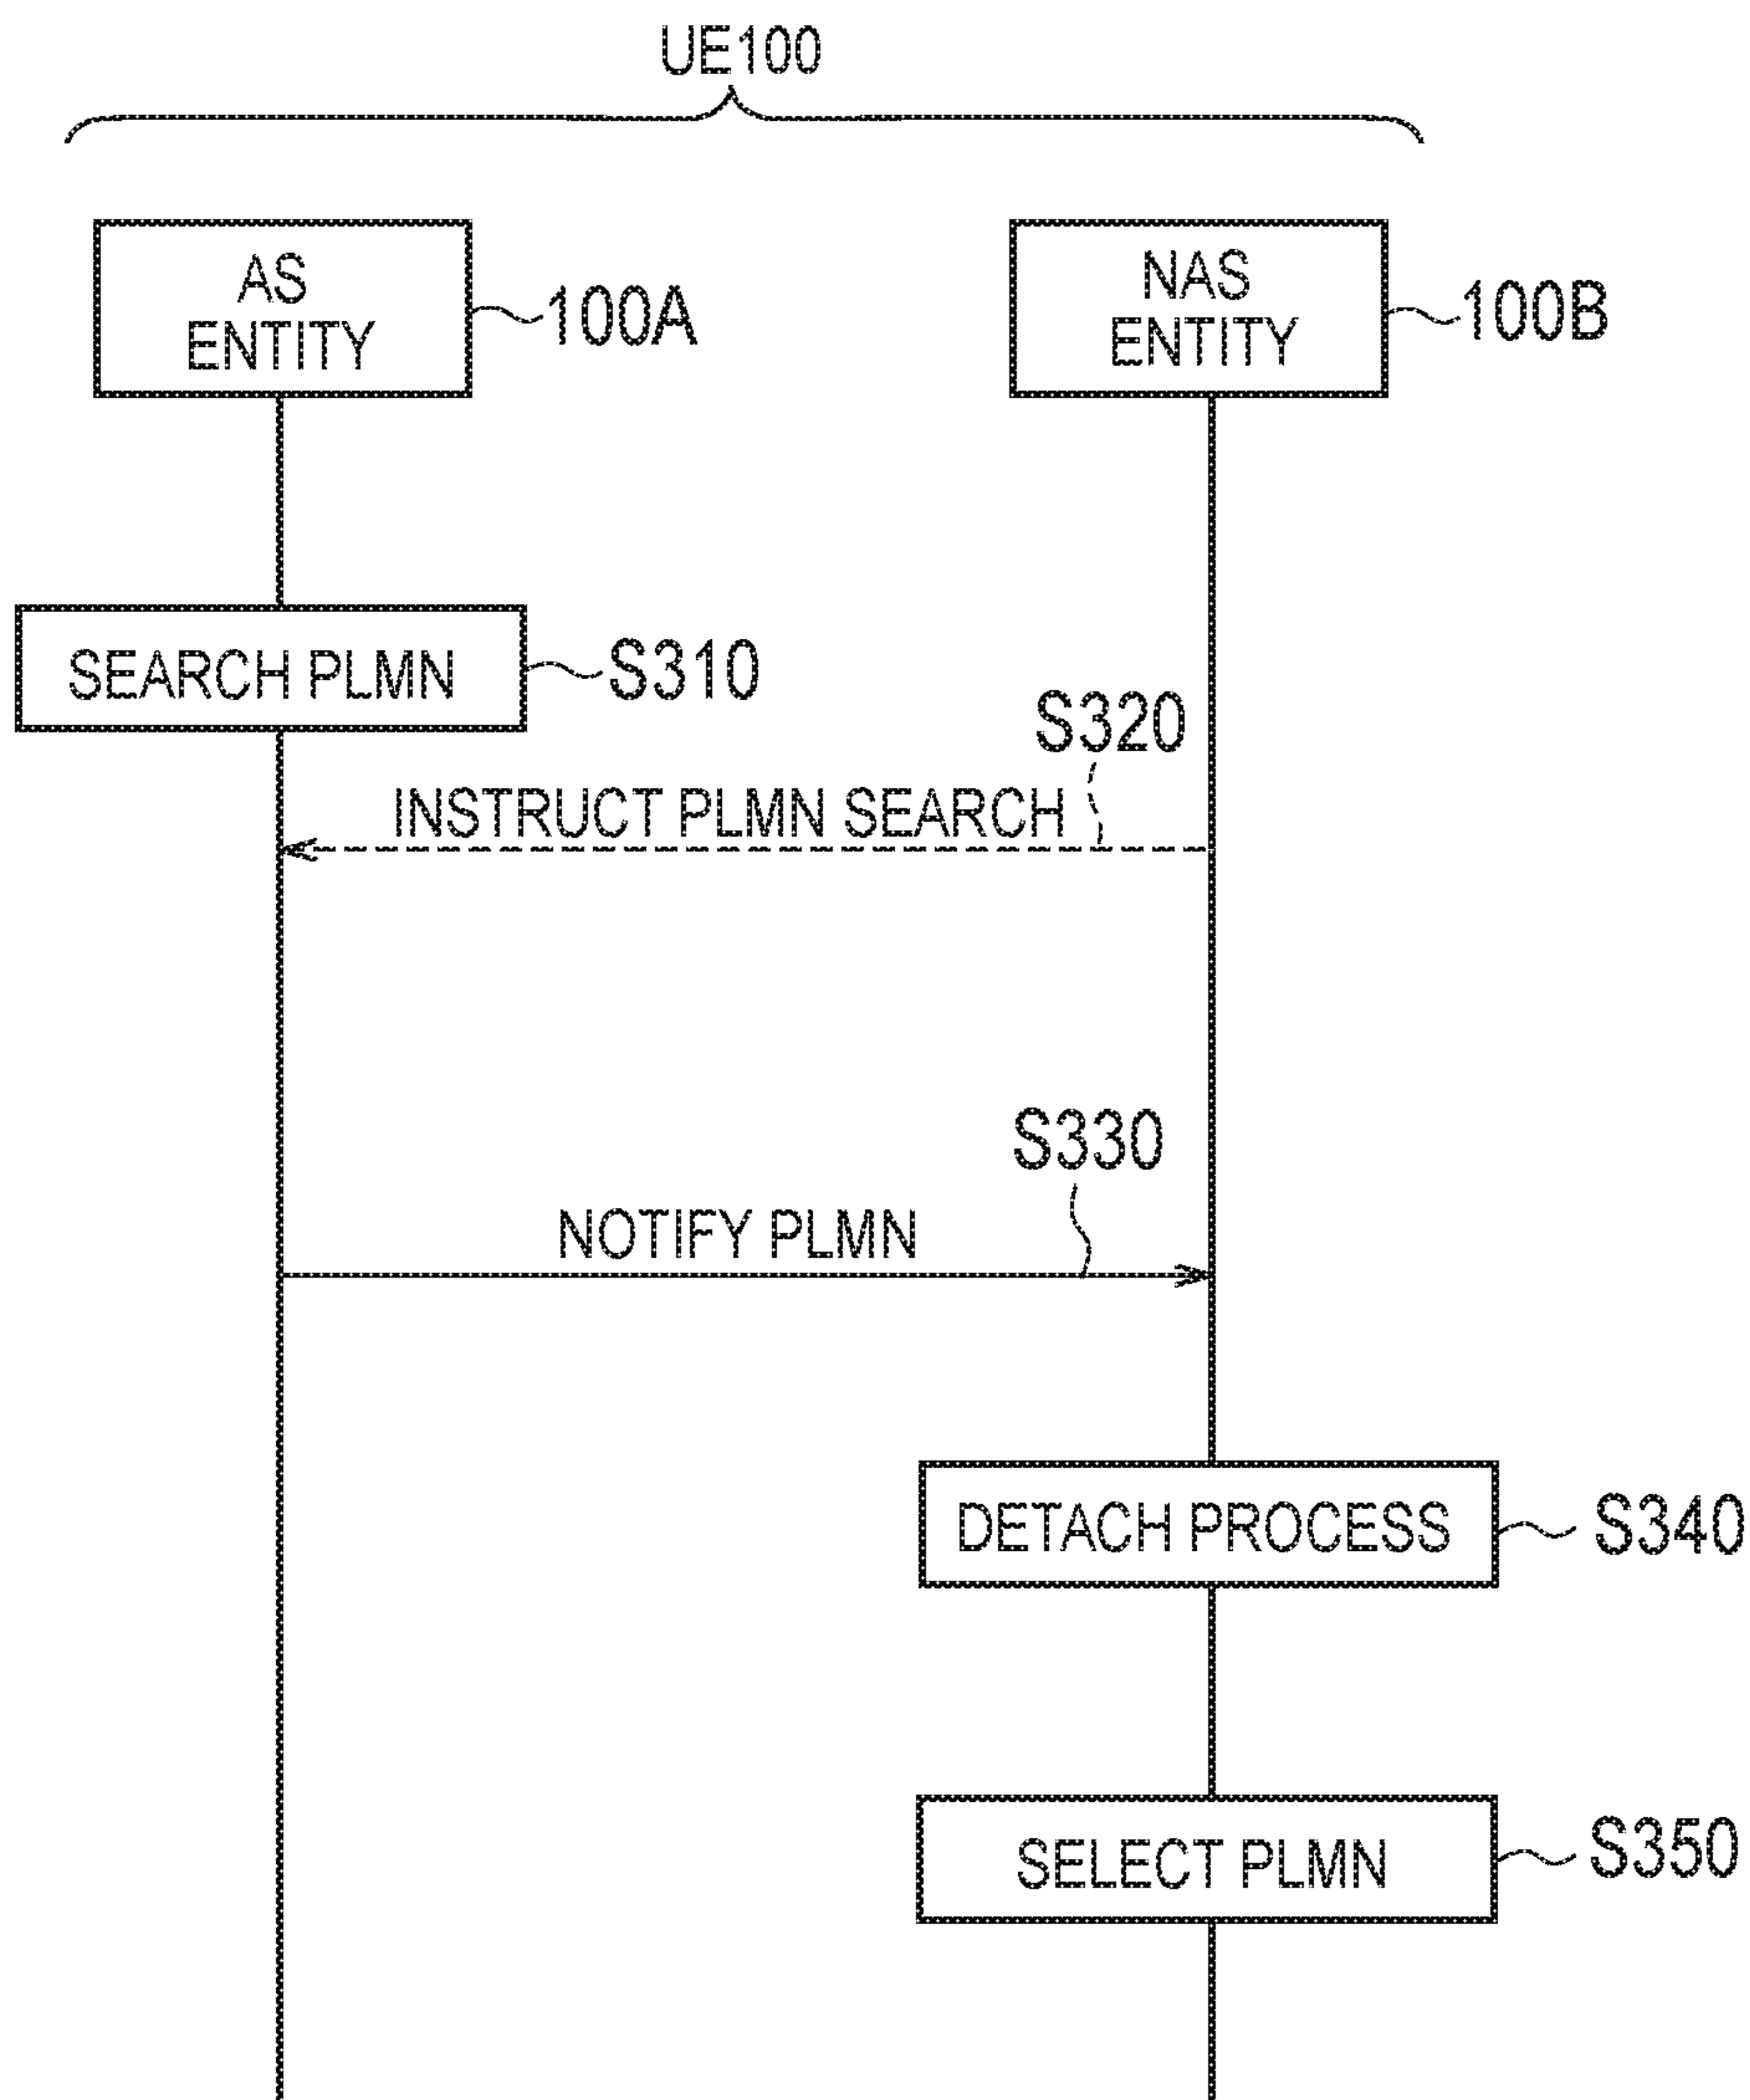 UE100
AS
ENTITY
100A
NAS
ENTITY
100B
SEARCH PLMN
S310
S320
INSTRUCT PLMN SEARCH
S330
NOTIFY PLMN
DETACH PROCESS
S340
SELECT PLMN
S350